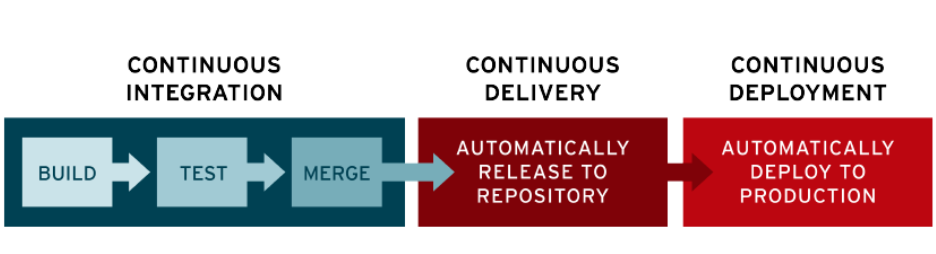 CONTINUOUS
INTEGRATION
CONTINUOUS
DELIVERY
CONTINUOUS
DEPLOYMENT
BUILD
TEST
MERGE
AUTOMATICALLY
RELEASE TO
REPOSITORY
AUTOMATICALLY
DEPLOY TO
PRODUCTION